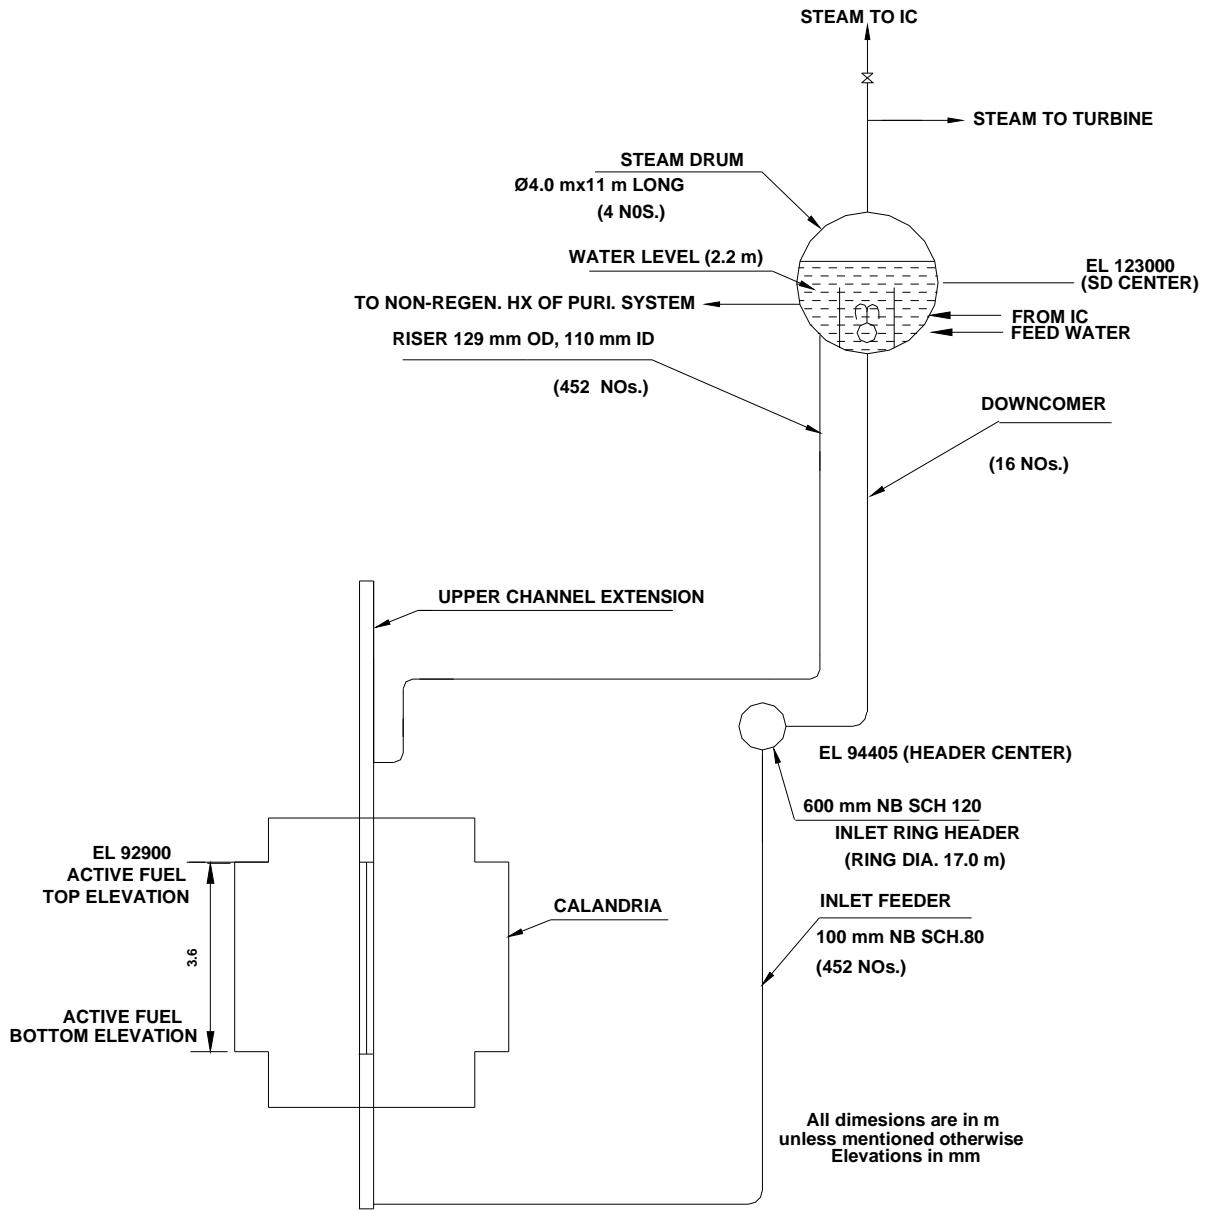 STEAM TO IC
STEAM TO TURBINE
STEAM DRUM
Ø4.0 mx11 m LONG
(4 N0S.)
WATER LEVEL (2.2 m)
EL 123000
(SD CENTER)
TO NON-REGEN. HX OF PURI. SYSTEM
FROM IC
FEED WATER
RISER 129 mm OD, 110 mm ID
(452 NOs.)
DOWNCOMER
(16 NOs.)
UPPER CHANNEL EXTENSION
EL 94405 (HEADER CENTER)
600 mm NB SCH 120
INLET RING HEADER
(RING DIA. 17.0 m)
EL 92900
ACTIVE FUEL
TOP ELEVATION
CALANDRIA
INLET FEEDER
100 mm NB SCH.80
(452 NOs.)
3.6
ACTIVE FUEL
BOTTOM ELEVATION
All dimesions are in m
unless mentioned otherwise
Elevations in mm